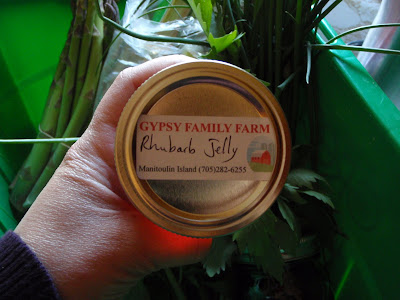 GYPSY FAMILY FARM
Rhubarb Jelly
Manitoulin Island (705)282-6255